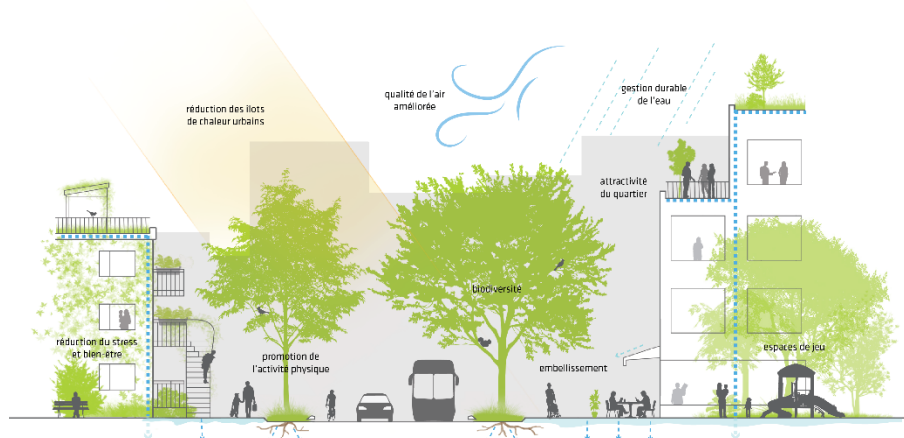 réduction des îlots
de chaleur urbains
qualité de l'air
améliorée
gestion durable
de l'eau
attractivité
du quartier
biodiversité
réduction du stress
et bien-être
promotion de
l'activité physique
embellissement
espaces de jeu